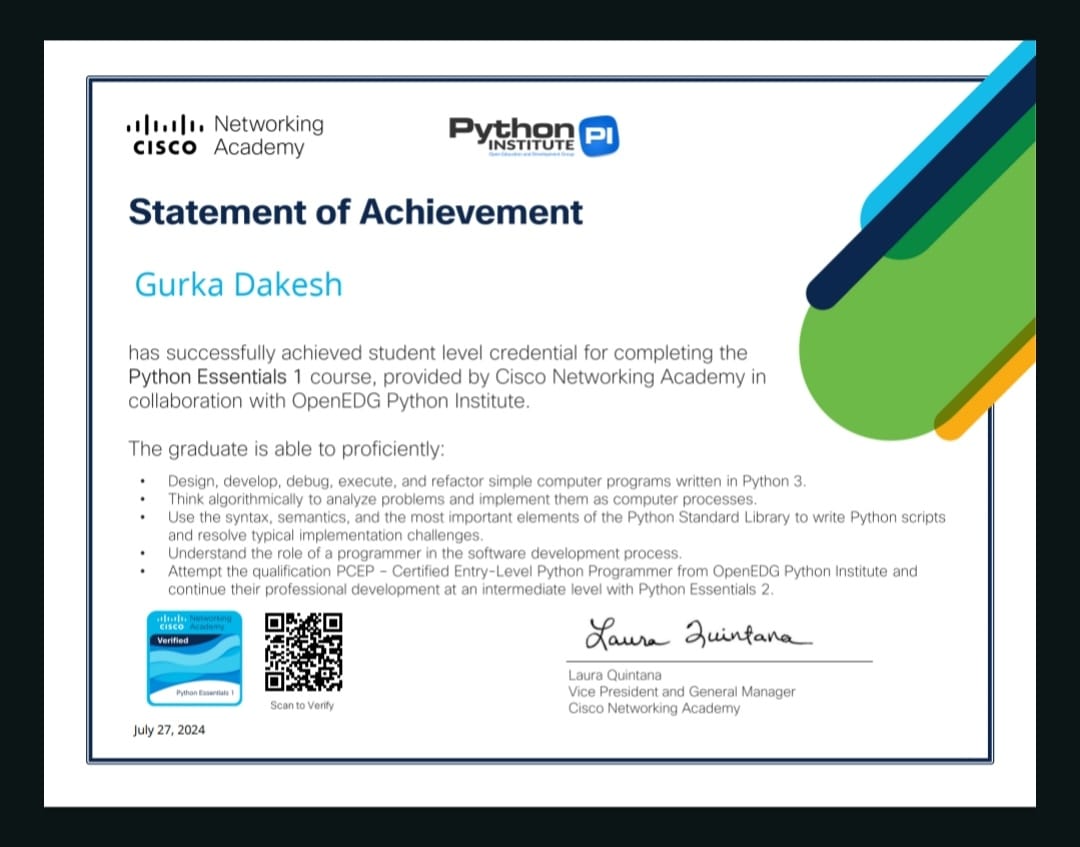 Networking
CISCO Academy
Python
INSTITUTE PI
Open Education and Development Group
Statement of Achievement
Gurka Dakesh
has successfully achieved student level credential for completing the
Python Essentials 1 course, provided by Cisco Networking Academy in
collaboration with OpenEDG Python Institute.
The graduate is able to proficiently:
• Design, develop, debug, execute, and refactor simple computer programs written in Python 3.
• Think algorithmically to analyze problems and implement them as computer processes.
• Use the syntax, semantics, and the most important elements of the Python Standard Library to write Python scripts
and resolve typical implementation challenges.
• Understand the role of a programmer in the software development process.
• Attempt the qualification PCEP – Certified Entry-Level Python Programmer from OpenEDG Python Institute and
continue their professional development at an intermediate level with Python Essentials 2.
Networking
CISCO Academy
Verified
Python Essentials 1
Scan to Verify
July 27, 2024
Laura Quintana
Laura Quintana
Vice President and General Manager
Cisco Networking Academy